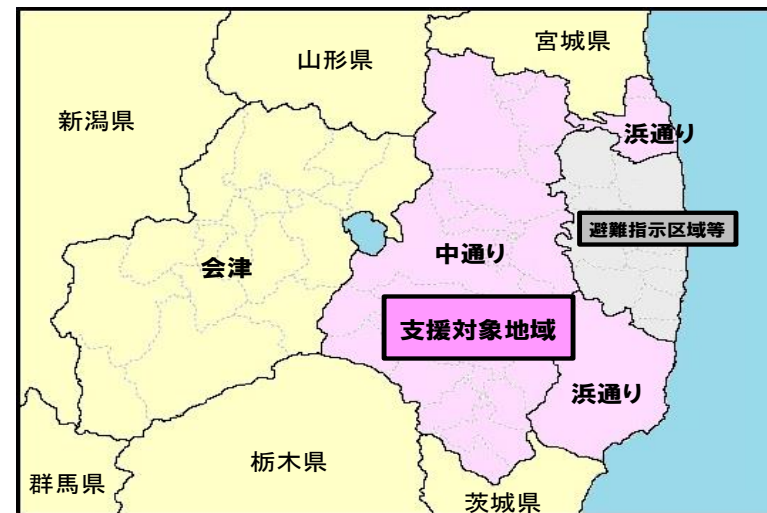 宮城県
山形県
新潟県
浜通り
避難指示区域等
中通り
会津
支援対象地域
浜通り
栃木県
群馬県
茨城県